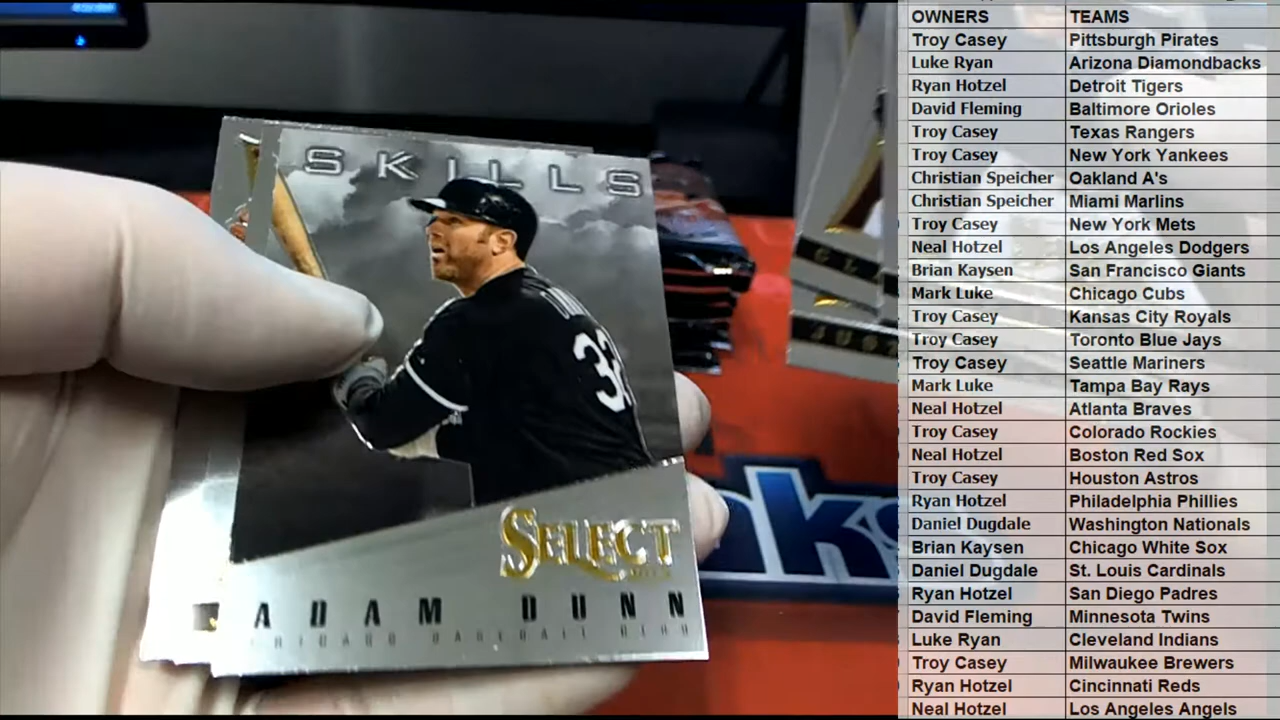 SKILLS
DUNN
32
SELECT
ADAM DUNN
CHICAGO BASEBALL HERO
JUST
OWNERS TEAMS
Troy Casey Pittsburgh Pirates
Luke Ryan Arizona Diamondbacks
Ryan Hotzel Detroit Tigers
David Fleming Baltimore Orioles
Troy Casey Texas Rangers
Troy Casey New York Yankees
Christian Speicher Oakland A's
Christian Speicher Miami Marlins
Troy Casey New York Mets
Neal Hotzel Los Angeles Dodgers
Brian Kaysen San Francisco Giants
Mark Luke Chicago Cubs
Troy Casey Kansas City Royals
Troy Casey Toronto Blue Jays
Troy Casey Seattle Mariners
Mark Luke Tampa Bay Rays
Neal Hotzel Atlanta Braves
Troy Casey Colorado Rockies
Neal Hotzel Boston Red Sox
Troy Casey Houston Astros
Ryan Hotzel Philadelphia Phillies
Daniel Dugdale Washington Nationals
Brian Kaysen Chicago White Sox
Daniel Dugdale St. Louis Cardinals
Ryan Hotzel San Diego Padres
David Fleming Minnesota Twins
Luke Ryan Cleveland Indians
Troy Casey Milwaukee Brewers
Ryan Hotzel Cincinnati Reds
Neal Hotzel Los Angeles Angels